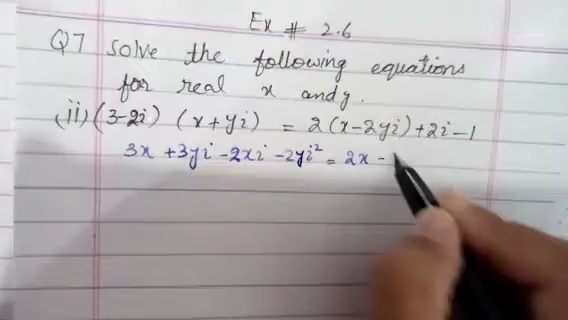 Ex # 2.6
Q7 solve the following equations
for real x and y.
(ii) (3-2i) (x+yi) = 2(x-2yi)+2i-1
3x +3yi -2xi -2yi² = 2x -